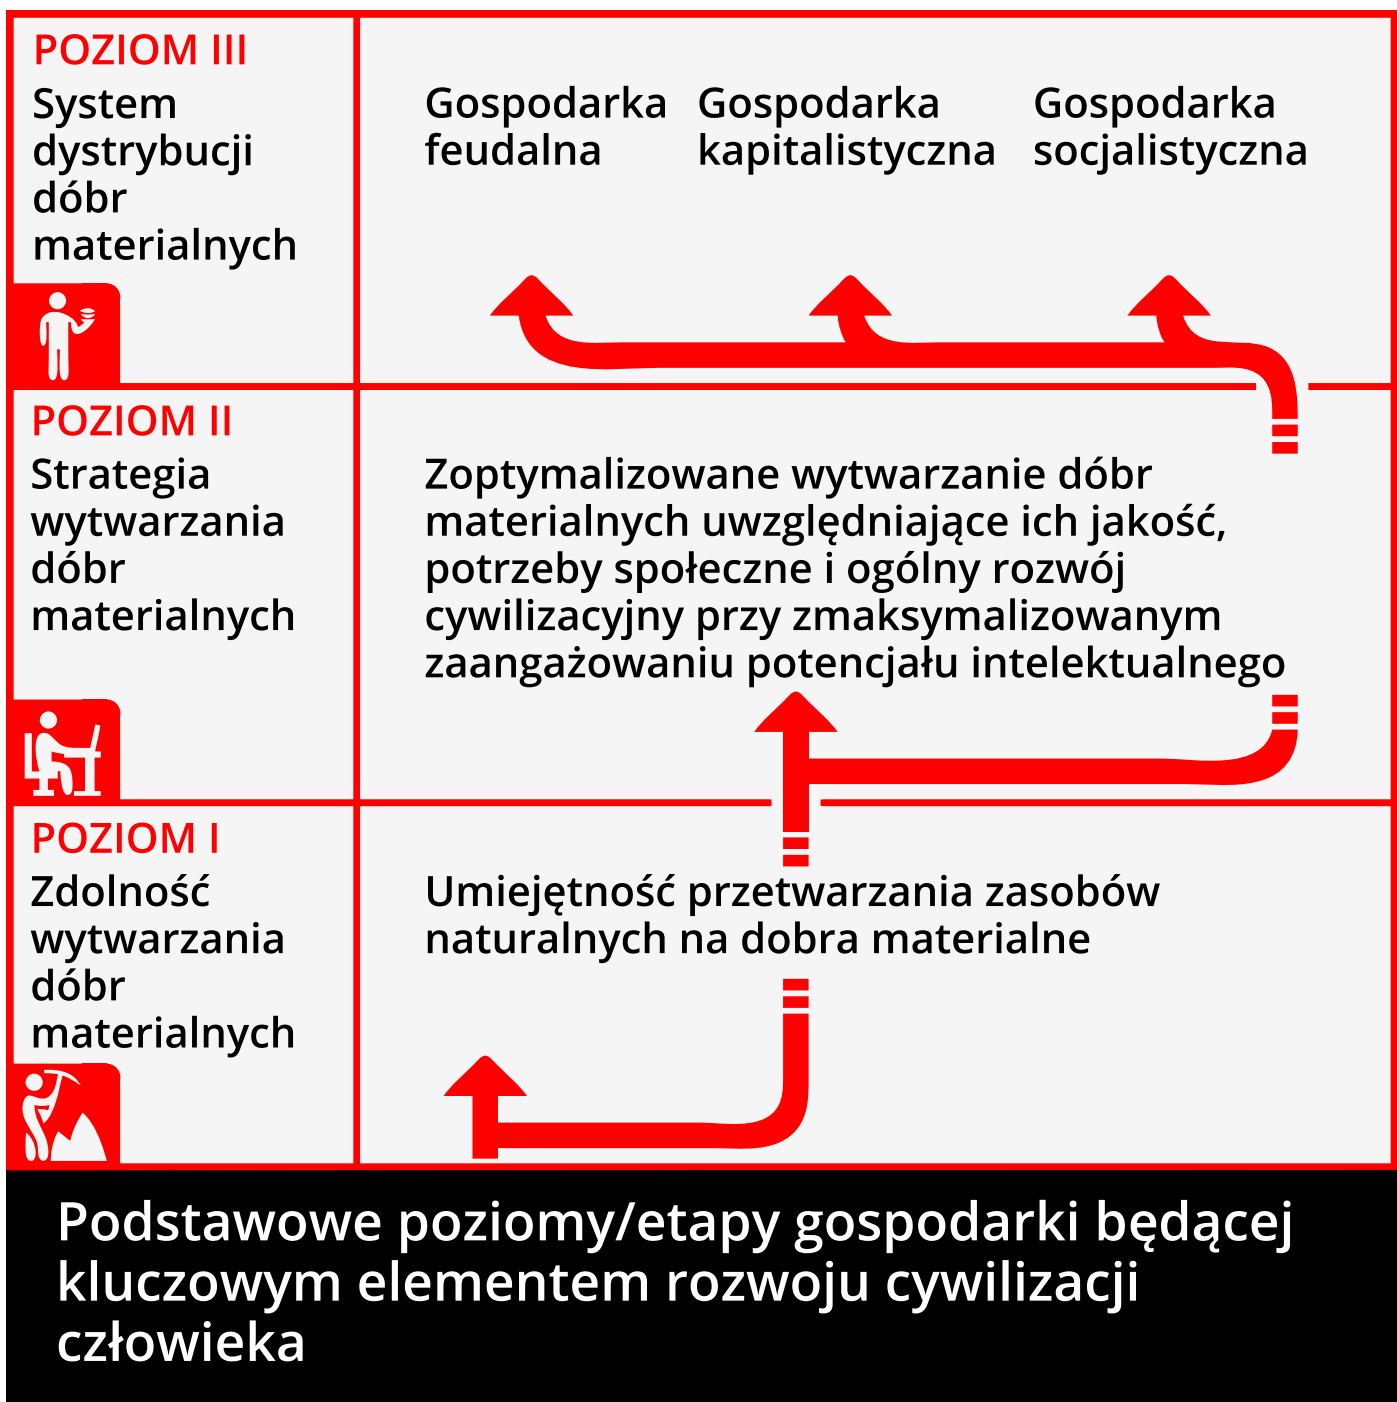 POZIOM III
System
dystrybucji
dóbr
materialnych
Gospodarka
feudalna
Gospodarka
kapitalistyczna
Gospodarka
socjalistyczna
POZIOM II
Strategia
wytwarzania
dóbr
materialnych
Zoptymalizowane wytwarzanie dóbr
materialnych uwzględniające ich jakość,
potrzeby społeczne i ogólny rozwój
cywilizacyjny przy zmaksymalizowanym
zaangażowaniu potencjału intelektualnego
POZIOM I
Zdolność
wytwarzania
dóbr
materialnych
Umiejętność przetwarzania zasobów
naturalnych na dobra materialne
Podstawowe poziomy/etapy gospodarki będącej
kluczowym elementem rozwoju cywilizacji
człowieka